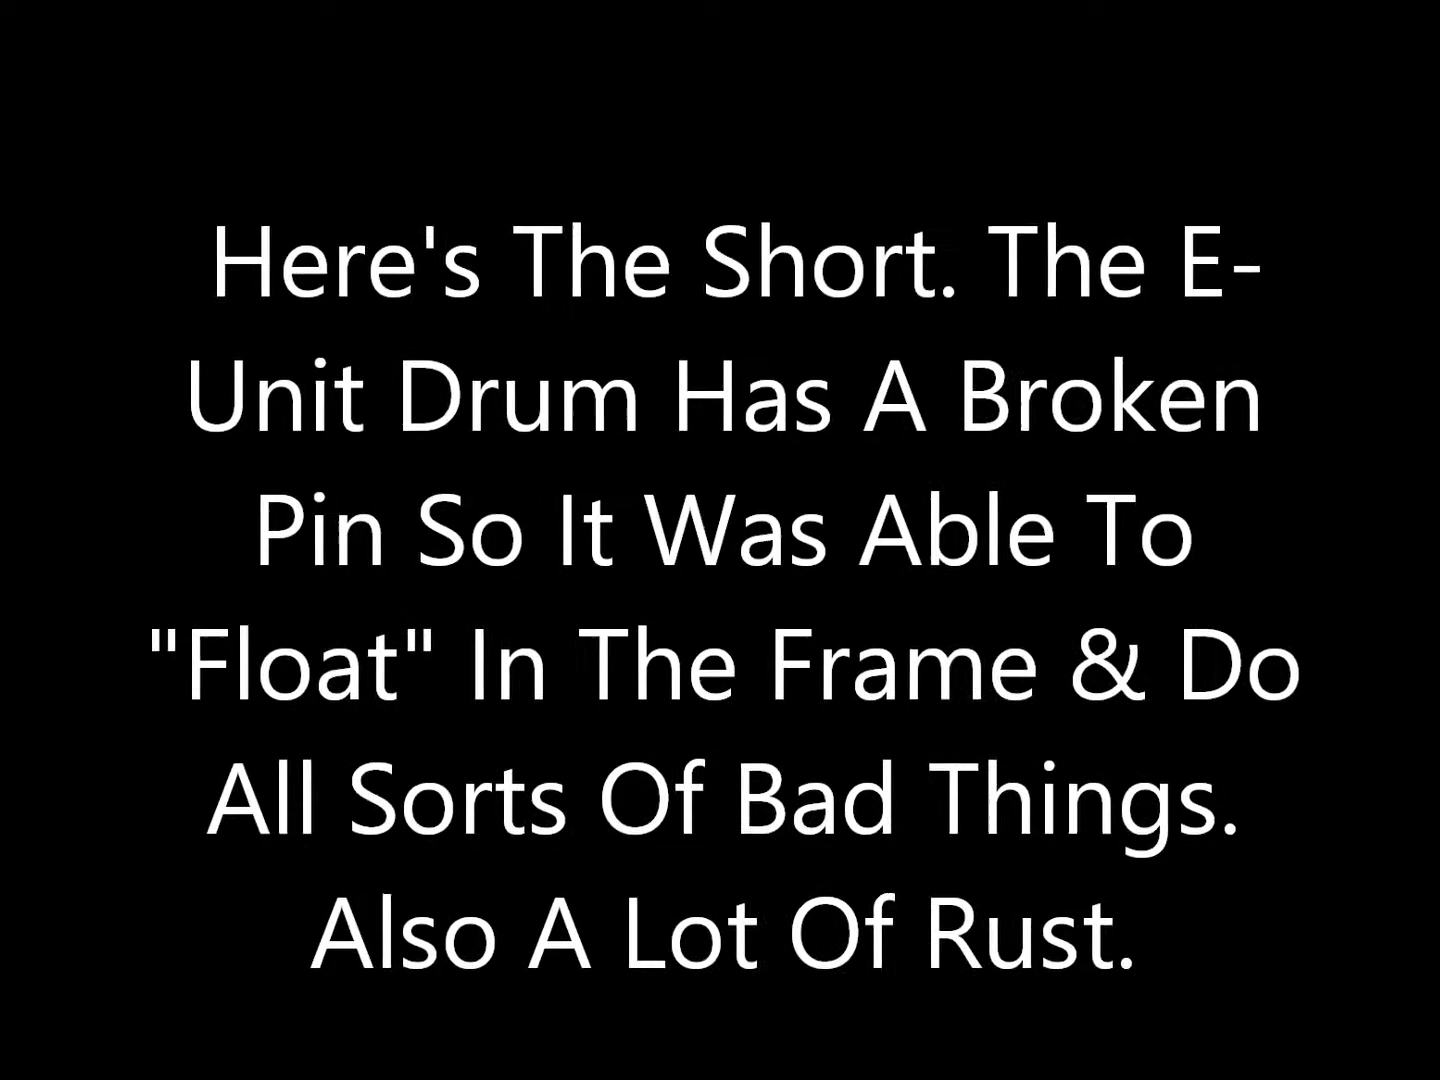 Here's The Short. The E-
Unit Drum Has A Broken
Pin So It Was Able To
"Float" In The Frame & Do
All Sorts Of Bad Things.
Also A Lot Of Rust.